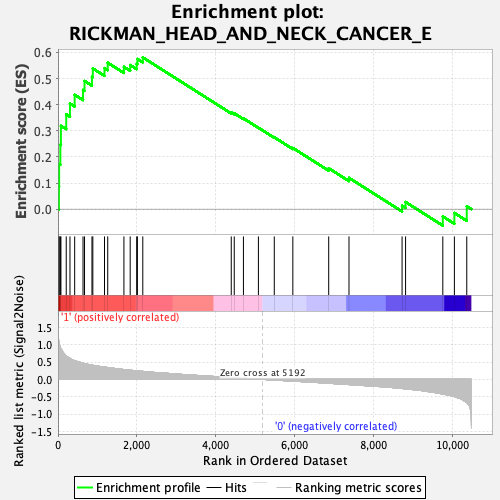 Enrichment plot:
RICKMAN_HEAD_AND_NECK_CANCER_E
Enrichment score (ES)
0.6
0.5
0.4
0.3
0.2
0.1
0.0
Ranked list metric (Signal2Noise)
'1' (positively correlated)
1.5
1.0
0.5
0.0
-0.5
-1.0
-1.5
Zero cross at 5192
'0' (negatively correlated)
0
2,000
4,000
6,000
8,000
10,000
Rank in Ordered Dataset
Enrichment profile
Hits
Ranking metric scores